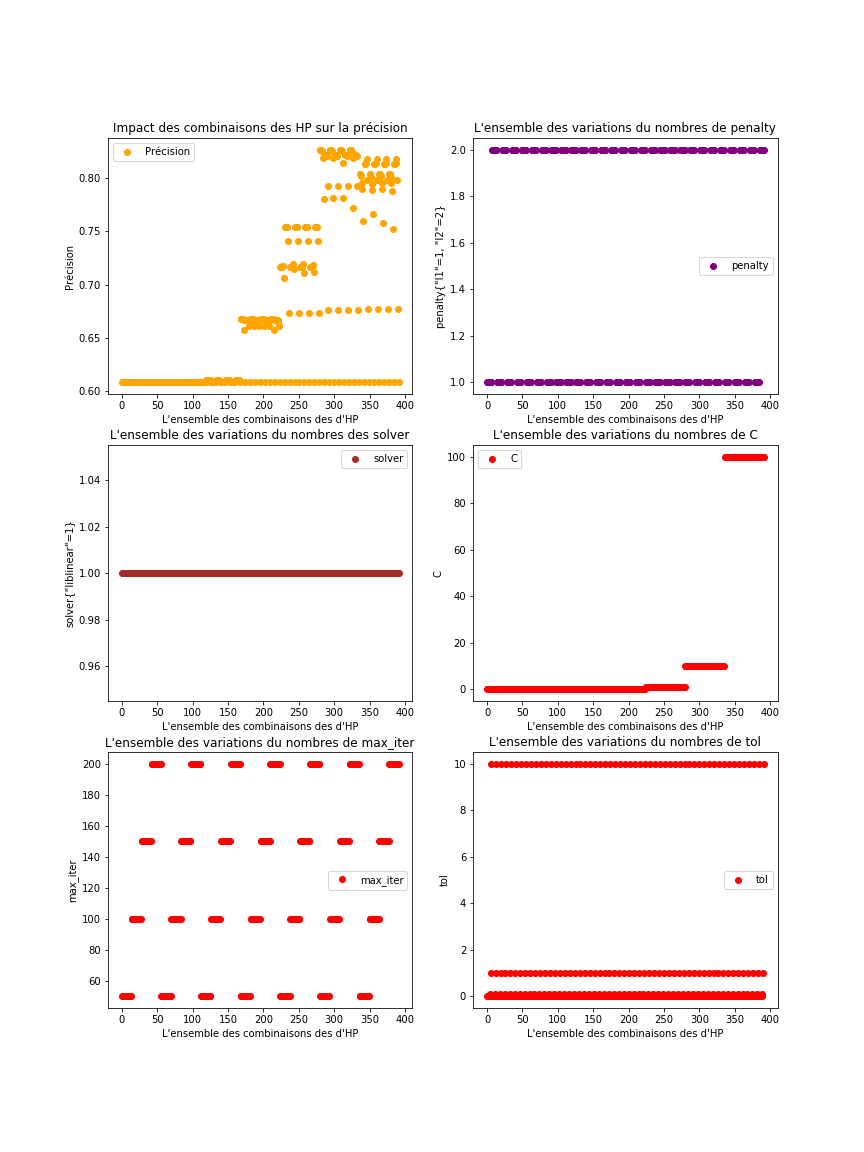 Impact des combinaisons des HP sur la précision
Précision
0.80
0.75
0.70
0.65
0.60
Précision
0 50 100 150 200 250 300 350 400
L'ensemble des combinaisons des d'HP
L'ensemble des variations du nombres de penalty
2.0
1.8
1.6
1.4
1.2
1.0
penalty{"l1"=1, "l2"=2}
penalty
0 50 100 150 200 250 300 350 400
L'ensemble des combinaisons des d'HP
L'ensemble des variations du nombres des solver
solver
1.04
1.02
1.00
0.98
0.96
solver{"liblinear"=1}
0 50 100 150 200 250 300 350 400
L'ensemble des combinaisons des d'HP
L'ensemble des variations du nombres de C
C
100
80
60
40
20
0
C
0 50 100 150 200 250 300 350 400
L'ensemble des combinaisons des d'HP
L'ensemble des variations du nombres de max_iter
200
180
160
140
120
100
80
60
max_iter
max_iter
0 50 100 150 200 250 300 350 400
L'ensemble des combinaisons des d'HP
L'ensemble des variations du nombres de tol
10
8
6
4
2
0
tol
tol
0 50 100 150 200 250 300 350 400
L'ensemble des combinaisons des d'HP